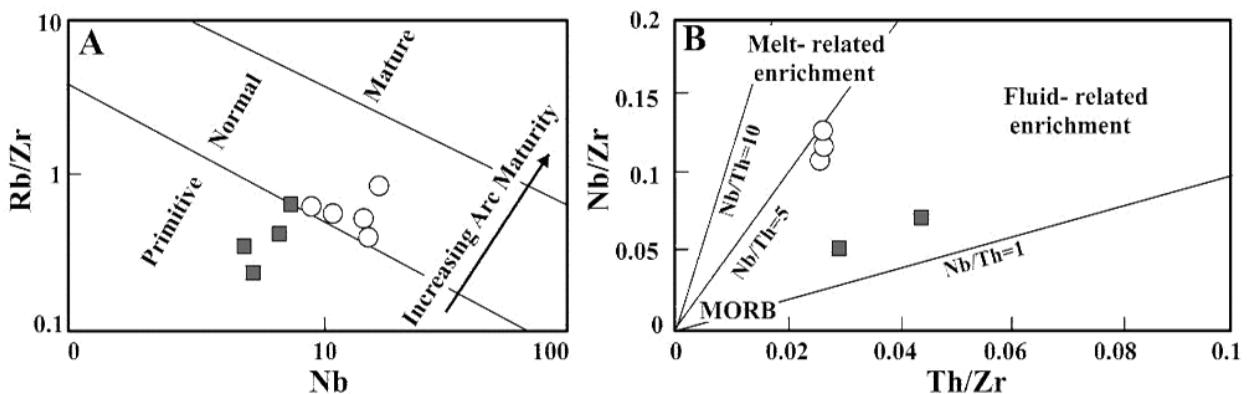 A
10
1
0.1
0
10
100
Rb/Zr
Nb
Primitive
Normal
Mature
Increasing Arc Maturity
B
0.2
0.15
0.1
0.05
0
0
0.02
0.04
0.06
0.08
0.1
Nb/Zr
Th/Zr
Melt- related
enrichment
Fluid- related
enrichment
Nb/Th=10
Nb/Th=5
Nb/Th=1
MORB